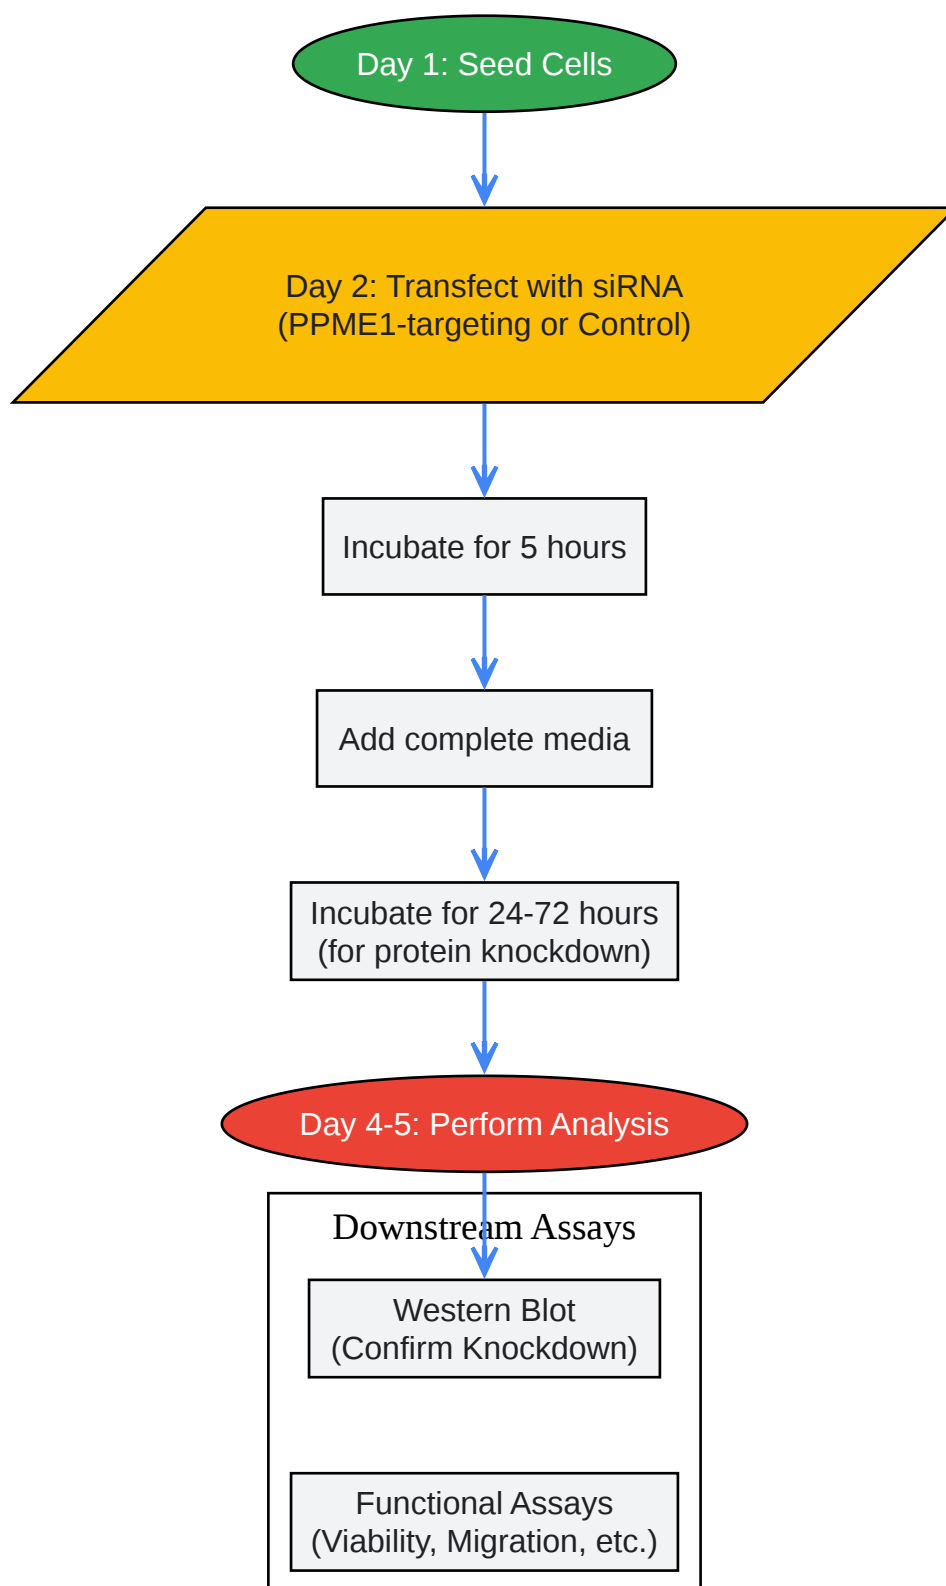 Day 1: Seed Cells
Day 2: Transfect with siRNA
(PPME1-targeting or Control)
Incubate for 5 hours
Add complete media
Incubate for 24-72 hours
(for protein knockdown)
Day 4-5: Perform Analysis
Downstream Assays
Western Blot
(Confirm Knockdown)
Functional Assays
(Viability, Migration, etc.)